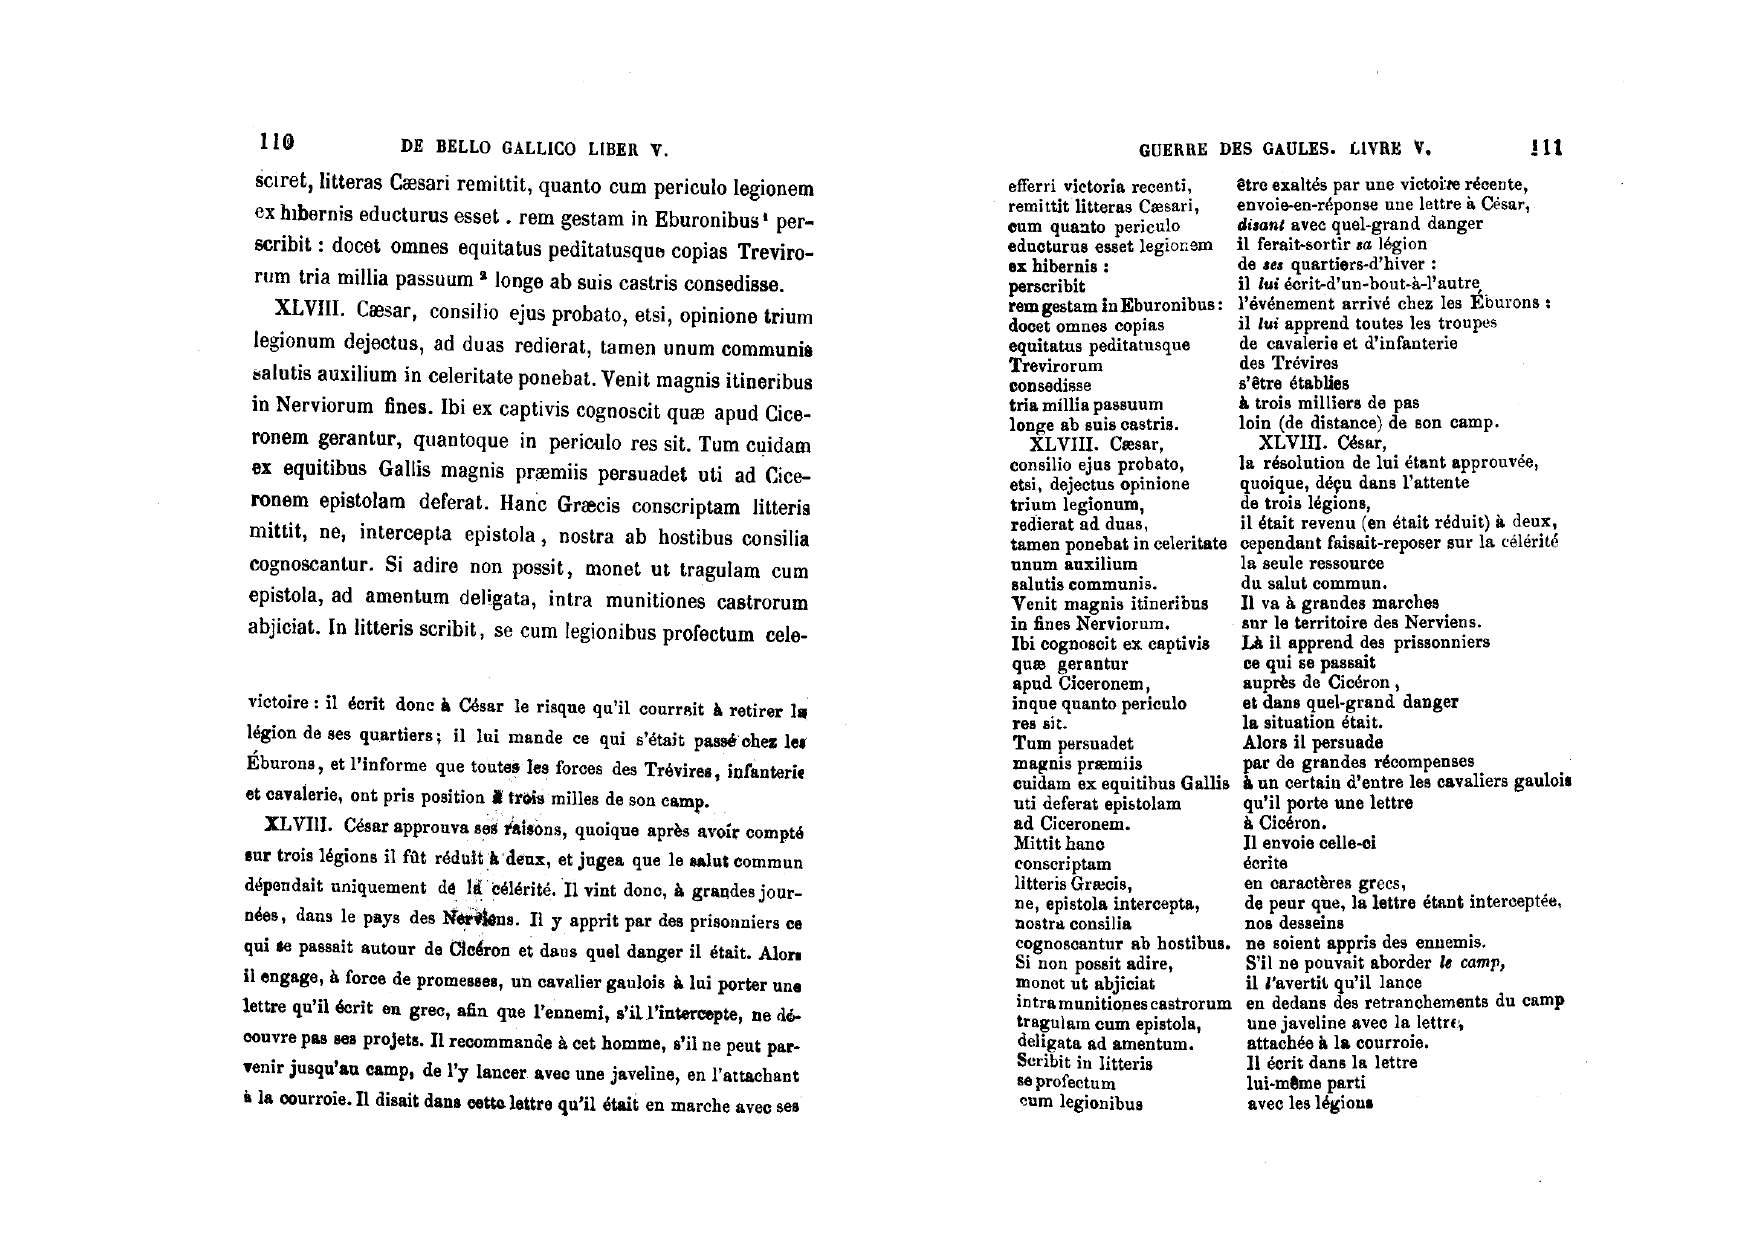 110
DE BELLO GALLICO LIBER V.
sciret, litteras Cæsari remittit, quanto cum periculo legionem
ex hibernis educturus esset . rem gestam in Eburonibus¹ per-
scribit : docet omnes equitatus peditatusque copias Treviro-
rum tria millia passuum ² longe ab suis castris consedisse.
XLVIII. Cæsar, consilio ejus probato, etsi, opinione trium
legionum dejectus, ad duas redierat, tamen unum communis
salutis auxilium in celeritate ponebat. Venit magnis itineribus
in Nerviorum fines. Ibi ex captivis cognoscit quæ apud Cice-
ronem gerantur, quantoque in periculo res sit. Tum cuidam
ex equitibus Gallis magnis præmiis persuadet uti ad Cice-
ronem epistolam deferat. Hanc Græcis conscriptam litteris
mittit, ne, intercepta epistola, nostra ab hostibus consilia
cognoscantur. Si adire non possit, monet ut tragulam cum
epistola, ad amentum deligata, intra munitiones castrorum
abjiciat. In litteris scribit, se cum legionibus profectum cele-
victoire : il écrit donc à César le risque qu'il courrait à retirer la
légion de ses quartiers; il lui mande ce qui s'était passé chez les
Éburons, et l'informe que toutes les forces des Trévires, infanterie
et cavalerie, ont pris position à trois milles de son camp.
XLVIII. César approuva ses raisons, quoique après avoir compté
sur trois légions il fût réduit à deux, et jugea que le salut commun
dépendait uniquement de la célérité. Il vint donc, à grandes jour-
nées, dans le pays des Nerviens. Il y apprit par des prisonniers ce
qui se passait autour de Cicéron et dans quel danger il était. Alors
il engage, à force de promesses, un cavalier gaulois à lui porter une
lettre qu'il écrit en grec, afin que l'ennemi, s'il l'intercepte, ne dé-
couvre pas ses projets. Il recommande à cet homme, s'il ne peut par-
venir jusqu'au camp, de l'y lancer avec une javeline, en l'attachant
à la courroie. Il disait dans cette lettre qu'il était en marche avec ses
GUERRE DES GAULES. LIVRE V.
111
efferri victoria recenti,
remittit litteras Cæsari,
cum quanto periculo
educturus esset legionem
ex hibernis :
perscribit
rem gestam in Eburonibus :
docet omnes copias
equitatus peditatusque
Trevirorum
consedisse
tria millia passuum
longe ab suis castris.
XLVIII. Cæsar,
consilio ejus probato,
etsi, dejectus opinione
trium legionum,
redierat ad duas,
tamen ponebat in celeritate
unum auxilium
salutis communis.
Venit magnis itineribus
in fines Nerviorum.
Ibi cognoscit ex captivis
quæ gerantur
apud Ciceronem,
inque quanto periculo
res sit.
Tum persuadet
magnis præmiis
cuidam ex equitibus Gallis
uti deferat epistolam
ad Ciceronem.
Mittit hanc
conscriptam
litteris Græcis,
ne, epistola intercepta,
nostra consilia
cognoscantur ab hostibus.
Si non possit adire,
monet ut abjiciat
intra munitiones castrorum
tragulam cum epistola,
deligata ad amentum.
Scribit in litteris
se profectum
cum legionibus
être exaltés par une victoire récente,
envoie-en-réponse une lettre à César,
disant avec quel-grand danger
il ferait-sortir sa légion
de ses quartiers-d'hiver :
il lui écrit-d'un-bout-à-l'autre
l'événement arrivé chez les Éburons :
il lui apprend toutes les troupes
de cavalerie et d'infanterie
des Trévires
s'être établies
à trois milliers de pas
loin (de distance) de son camp.
XLVIII. César,
la résolution de lui étant approuvée,
quoique, déçu dans l'attente
de trois légions,
il était revenu (en était réduit) à deux,
cependant faisait-reposer sur la célérité
la seule ressource
du salut commun.
Il va à grandes marches
sur le territoire des Nerviens.
Là il apprend des prissonniers
ce qui se passait
auprès de Cicéron,
et dans quel-grand danger
la situation était.
Alors il persuade
par de grandes récompenses
à un certain d'entre les cavaliers gaulois
qu'il porte une lettre
à Cicéron.
Il envoie celle-ci
écrite
en caractères grecs,
de peur que, la lettre étant interceptée,
nos desseins
ne soient appris des ennemis.
S'il ne pouvait aborder le camp,
il l'avertit qu'il lance
en dedans des retranchements du camp
une javeline avec la lettre,
attachée à la courroie.
Il écrit dans la lettre
lui-même parti
avec les légions